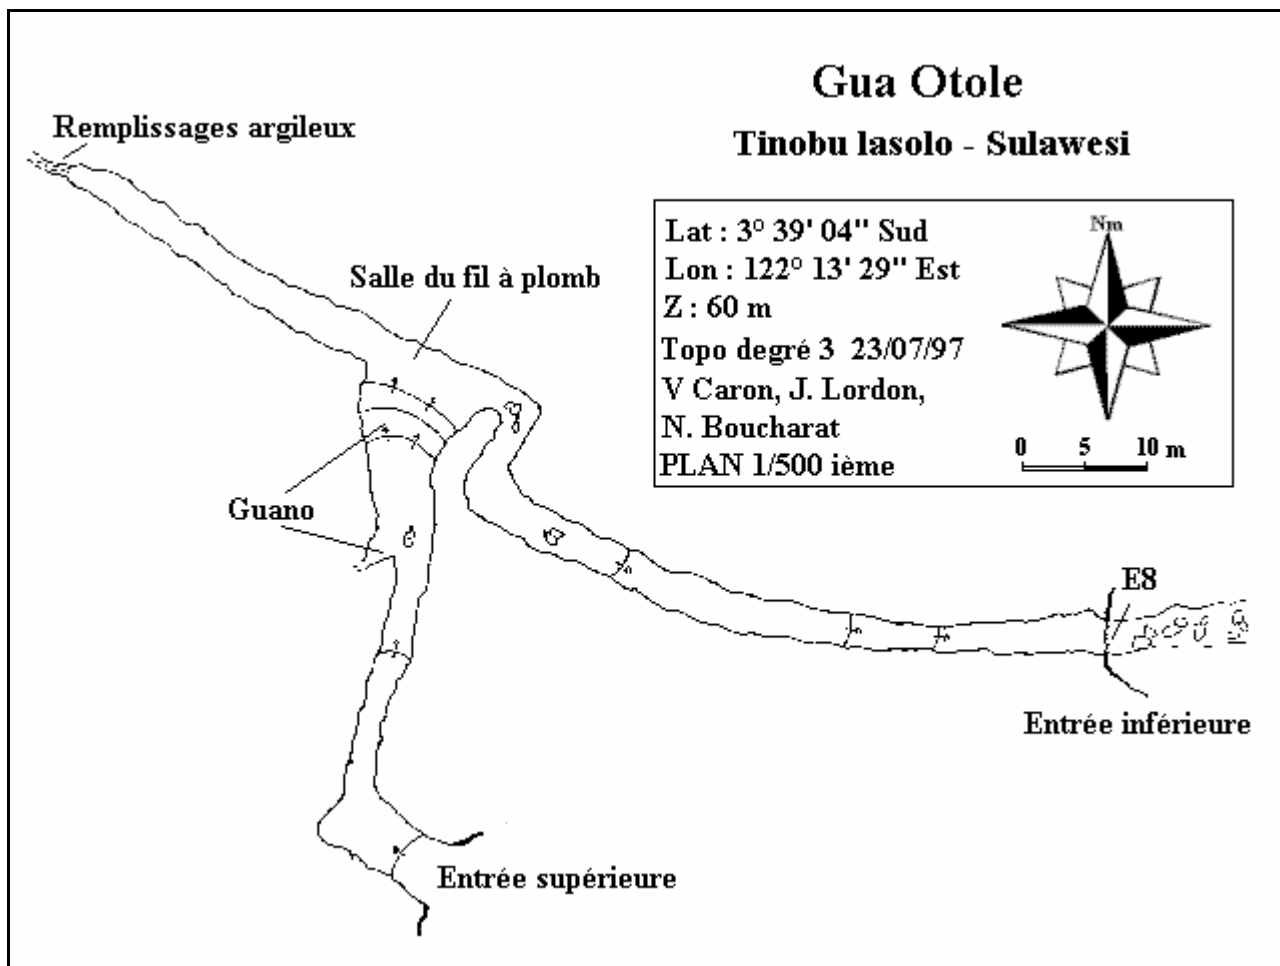 Gua Otole
Tinobu lasolo - Sulawesi
Remplissages argileux
Salle du fil à plomb
Lat : 3° 39' 04" Sud
Lon : 122° 13' 29" Est
Z : 60 m
Topo degré 3 23/07/97
V Caron, J. Lordon,
N. Boucharat
PLAN 1/500 ième
Nm
0 5 10 m
Guano
E8
Entrée inférieure
Entrée supérieure